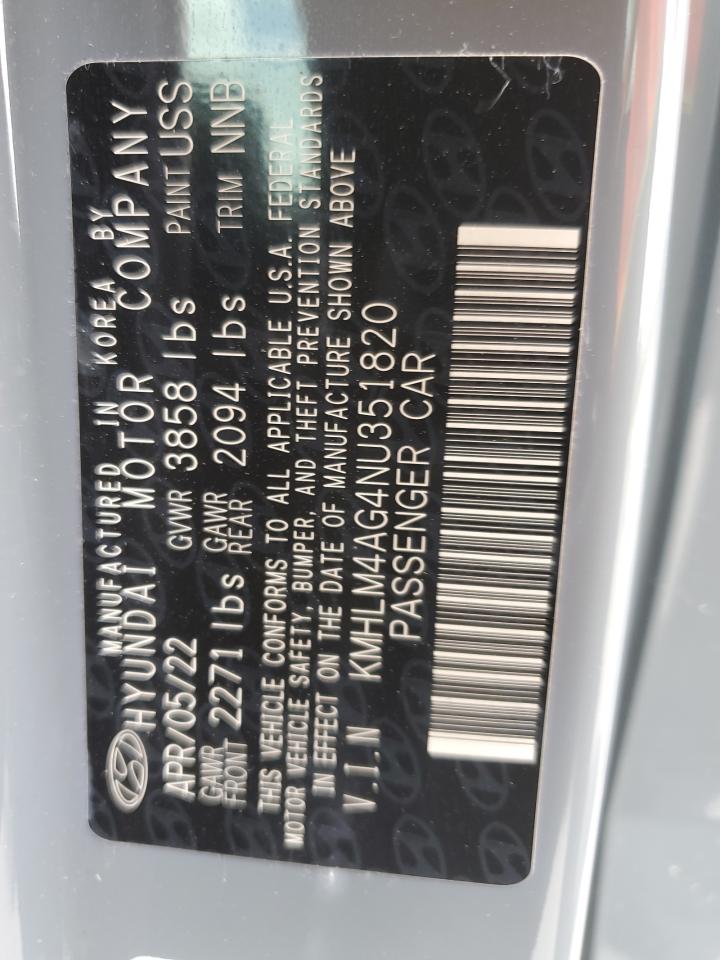 MANUFACTURED IN KOREA BY
HYUNDAI MOTOR COMPANY
APR/05/22 GVWR 3858 lbs PAINT USS
GAWR FRONT 2271 lbs GAWR REAR 2094 lbs TRIM NNB
THIS VEHICLE CONFORMS TO ALL APPLICABLE U.S.A. FEDERAL
MOTOR VEHICLE SAFETY, BUMPER, AND THEFT PREVENTION STANDARDS
IN EFFECT ON THE DATE OF MANUFACTURE SHOWN ABOVE
V.I.N KMHLM4AG4NU351820
PASSENGER CAR